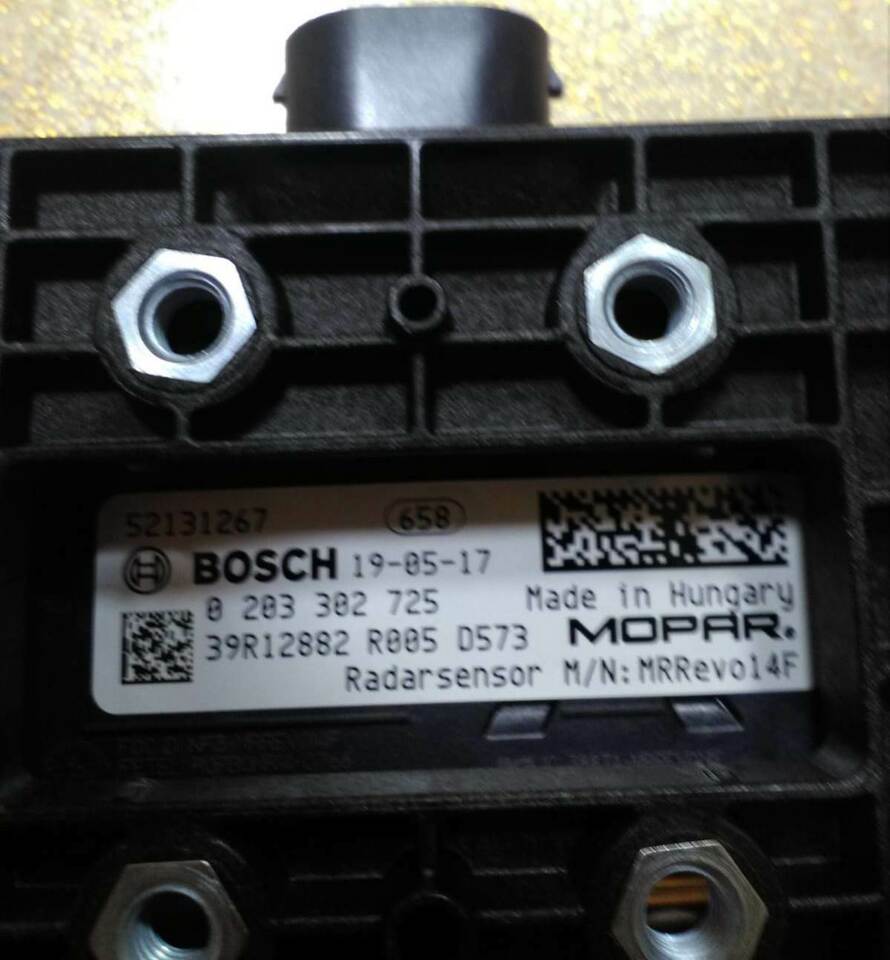 52131267 658
BOSCH 19-05-17
0 203 302 725 Made in Hungary
39R12882 R005 D573 MOPAR®
Radarsensor M/N:MRRevo14F